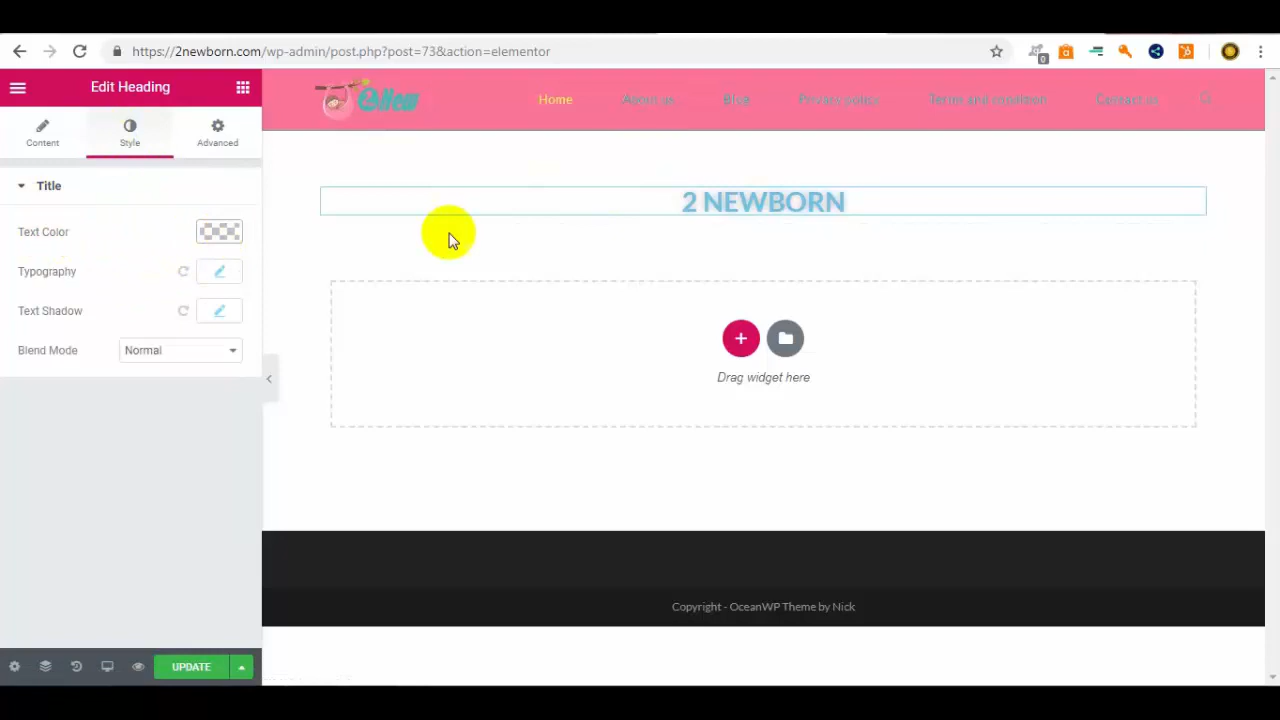 https://2newborn.com/wp-admin/post.php?post=73&action=elementor
0
Edit Heading
Content
Style
Advanced
Title
Text Color
Typography
Text Shadow
Blend Mode
Normal
UPDATE
Home
About us
Blog
Privacy policy
Terms and condition
Contact us
2 NEWBORN
Drag widget here
Copyright - OceanWP Theme by Nick